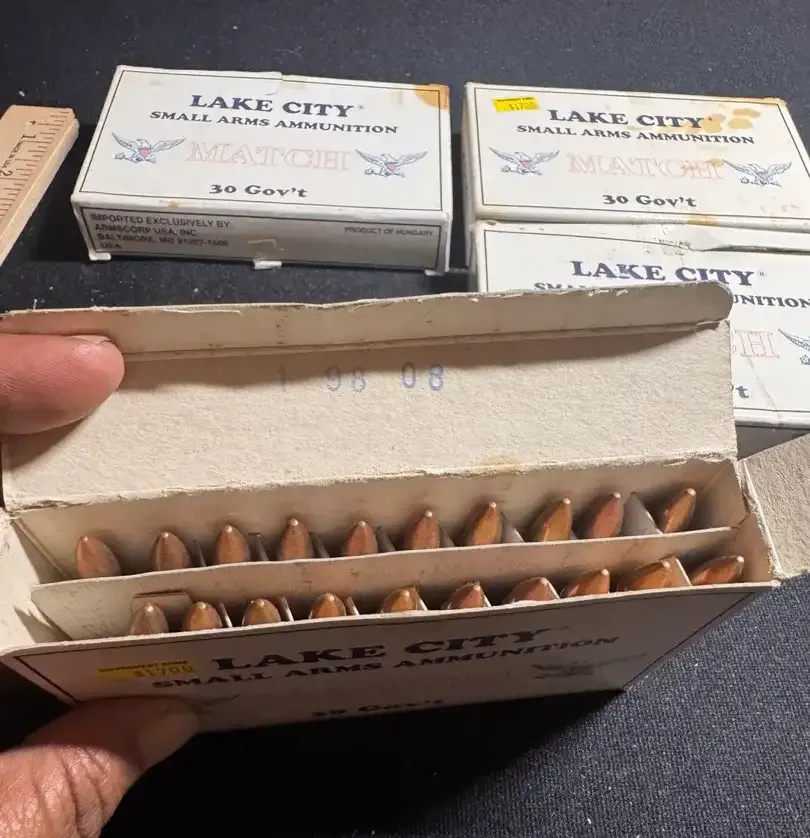 LAKE CITY®
SMALL ARMS AMMUNITION
MATCH
30 Gov't
IMPORTED EXCLUSIVELY BY
ARMSCORP USA, INC
BALTIMORE, MD
USA
PRODUCT OF HUNGARY
LAKE CITY®
SMALL ARMS AMMUNITION
MATCH
30 Gov't
LAKE CITY®
1 98 08
LAKE CITY
SMALL ARMS AMMUNITION
30 Gov't